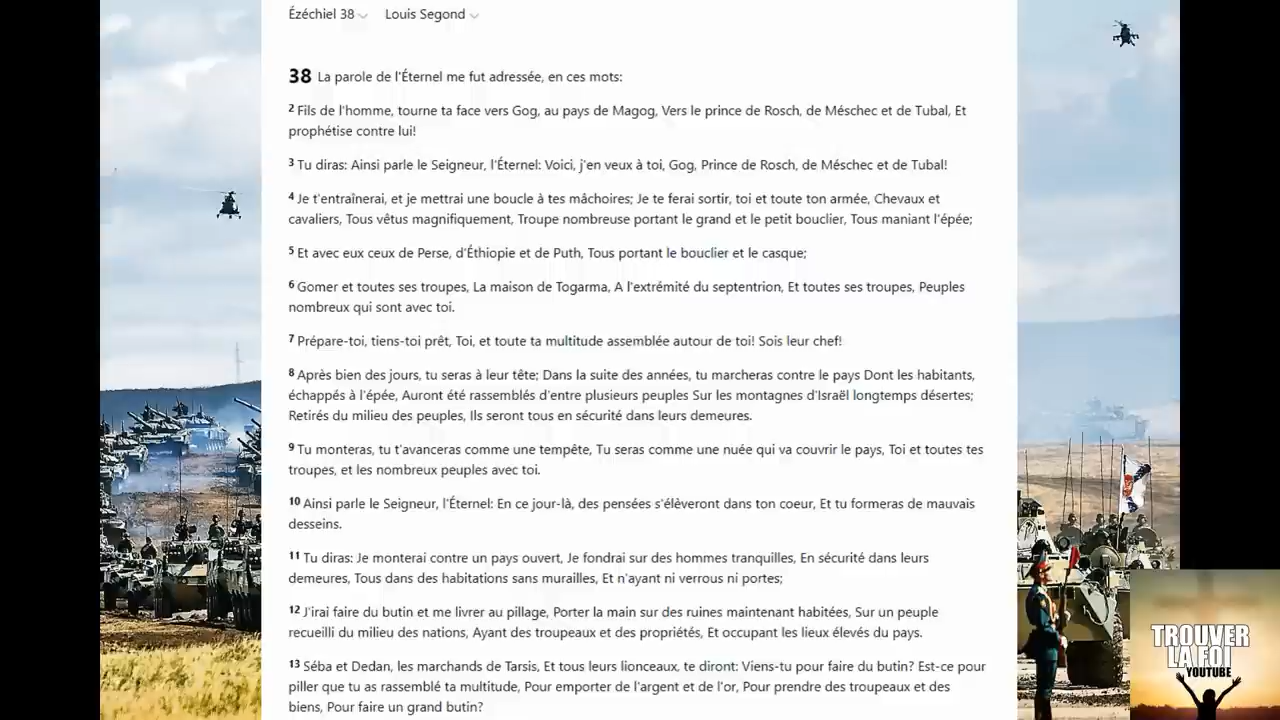 Ézéchiel 38 Louis Segond
38 La parole de l'Éternel me fut adressée, en ces mots:
2 Fils de l'homme, tourne ta face vers Gog, au pays de Magog, Vers le prince de Rosch, de Méschec et de Tubal, Et
prophétise contre lui!
3 Tu diras: Ainsi parle le Seigneur, l'Éternel: Voici, j'en veux à toi, Gog, Prince de Rosch, de Méschec et de Tubal!
4 Je t'entraînerai, et je mettrai une boucle à tes mâchoires; Je te ferai sortir, toi et toute ton armée, Chevaux et
cavaliers, Tous vêtus magnifiquement, Troupe nombreuse portant le grand et le petit bouclier, Tous maniant l'épée;
5 Et avec eux ceux de Perse, d'Éthiopie et de Puth, Tous portant le bouclier et le casque;
6 Gomer et toutes ses troupes, La maison de Togarma, A l'extrémité du septentrion, Et toutes ses troupes, Peuples
nombreux qui sont avec toi.
7 Prépare-toi, tiens-toi prêt, Toi, et toute ta multitude assemblée autour de toi! Sois leur chef!
8 Après bien des jours, tu seras à leur tête; Dans la suite des années, tu marcheras contre le pays Dont les habitants,
échappés à l'épée, Auront été rassemblés d'entre plusieurs peuples Sur les montagnes d'Israël longtemps désertes;
Retirés du milieu des peuples, Ils seront tous en sécurité dans leurs demeures.
9 Tu monteras, tu t'avanceras comme une tempête, Tu seras comme une nuée qui va couvrir le pays, Toi et toutes tes
troupes, et les nombreux peuples avec toi.
10 Ainsi parle le Seigneur, l'Éternel: En ce jour-là, des pensées s'élèveront dans ton coeur, Et tu formeras de mauvais
desseins.
11 Tu diras: Je monterai contre un pays ouvert, Je fondrai sur des hommes tranquilles, En sécurité dans leurs
demeures, Tous dans des habitations sans murailles, Et n'ayant ni verrous ni portes;
12 J'irai faire du butin et me livrer au pillage, Porter la main sur des ruines maintenant habitées, Sur un peuple
recueilli du milieu des nations, Ayant des troupeaux et des propriétés, Et occupant les lieux élevés du pays.
13 Séba et Dedan, les marchands de Tarsis, Et tous leurs lionceaux, te diront: Viens-tu pour faire du butin? Est-ce pour
piller que tu as rassemblé ta multitude, Pour emporter de l'argent et de l'or, Pour prendre des troupeaux et des
biens, Pour faire un grand butin?
TROUVER
LA FOI
YOUTUBE